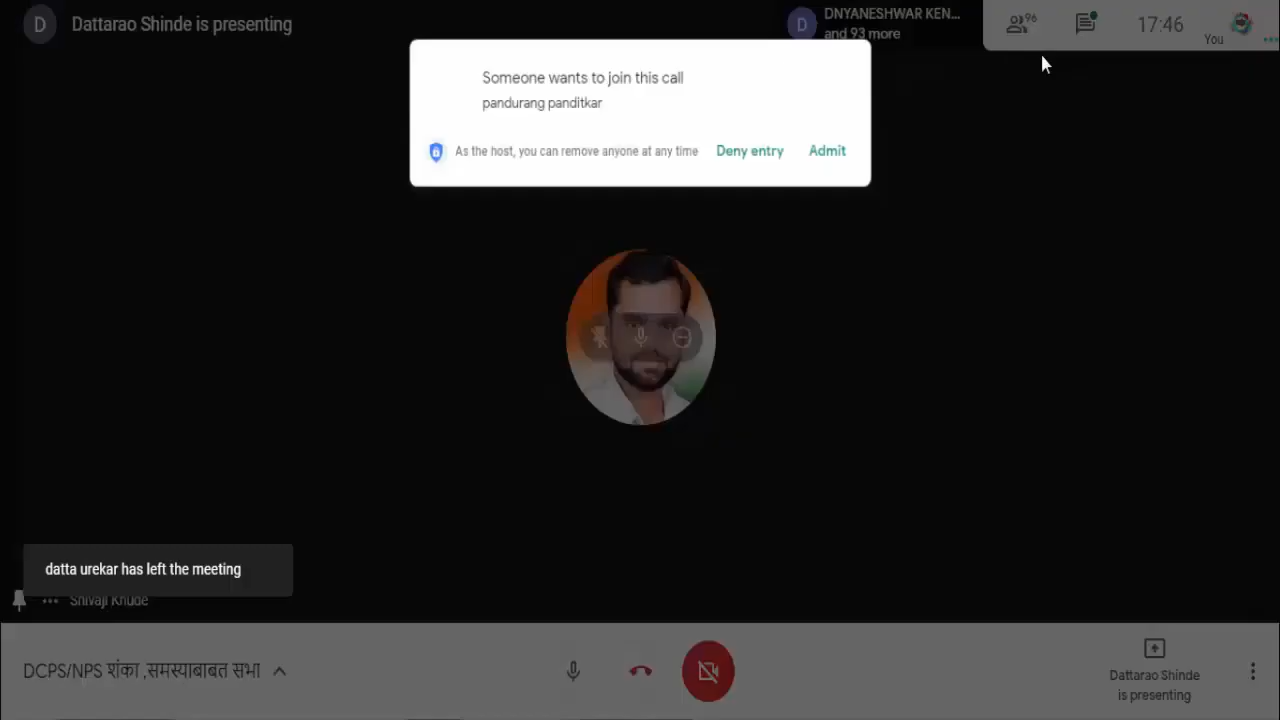 D
Dattarao Shinde is presenting
D
DNYANESHWAR KEN...
and 93 more
96
17:46
You
Someone wants to join this call
pandurang panditkar
As the host, you can remove anyone at any time
Deny entry
Admit
datta urekar has left the meeting
Shivaji Khude
DCPS/NPS शंका ,समस्याबाबत सभा
Dattarao Shinde
is presenting